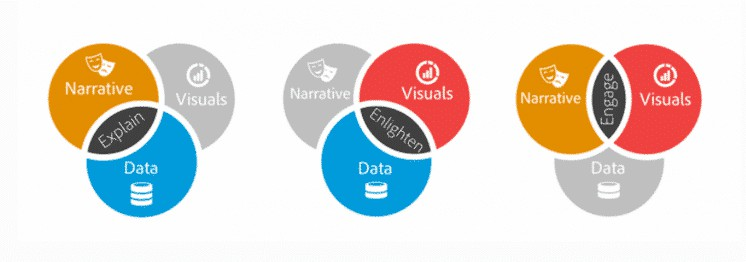 Narrative
Visuals
Explain
Data
Narrative
Visuals
Enlighten
Data
Narrative
Engage
Visuals
Data